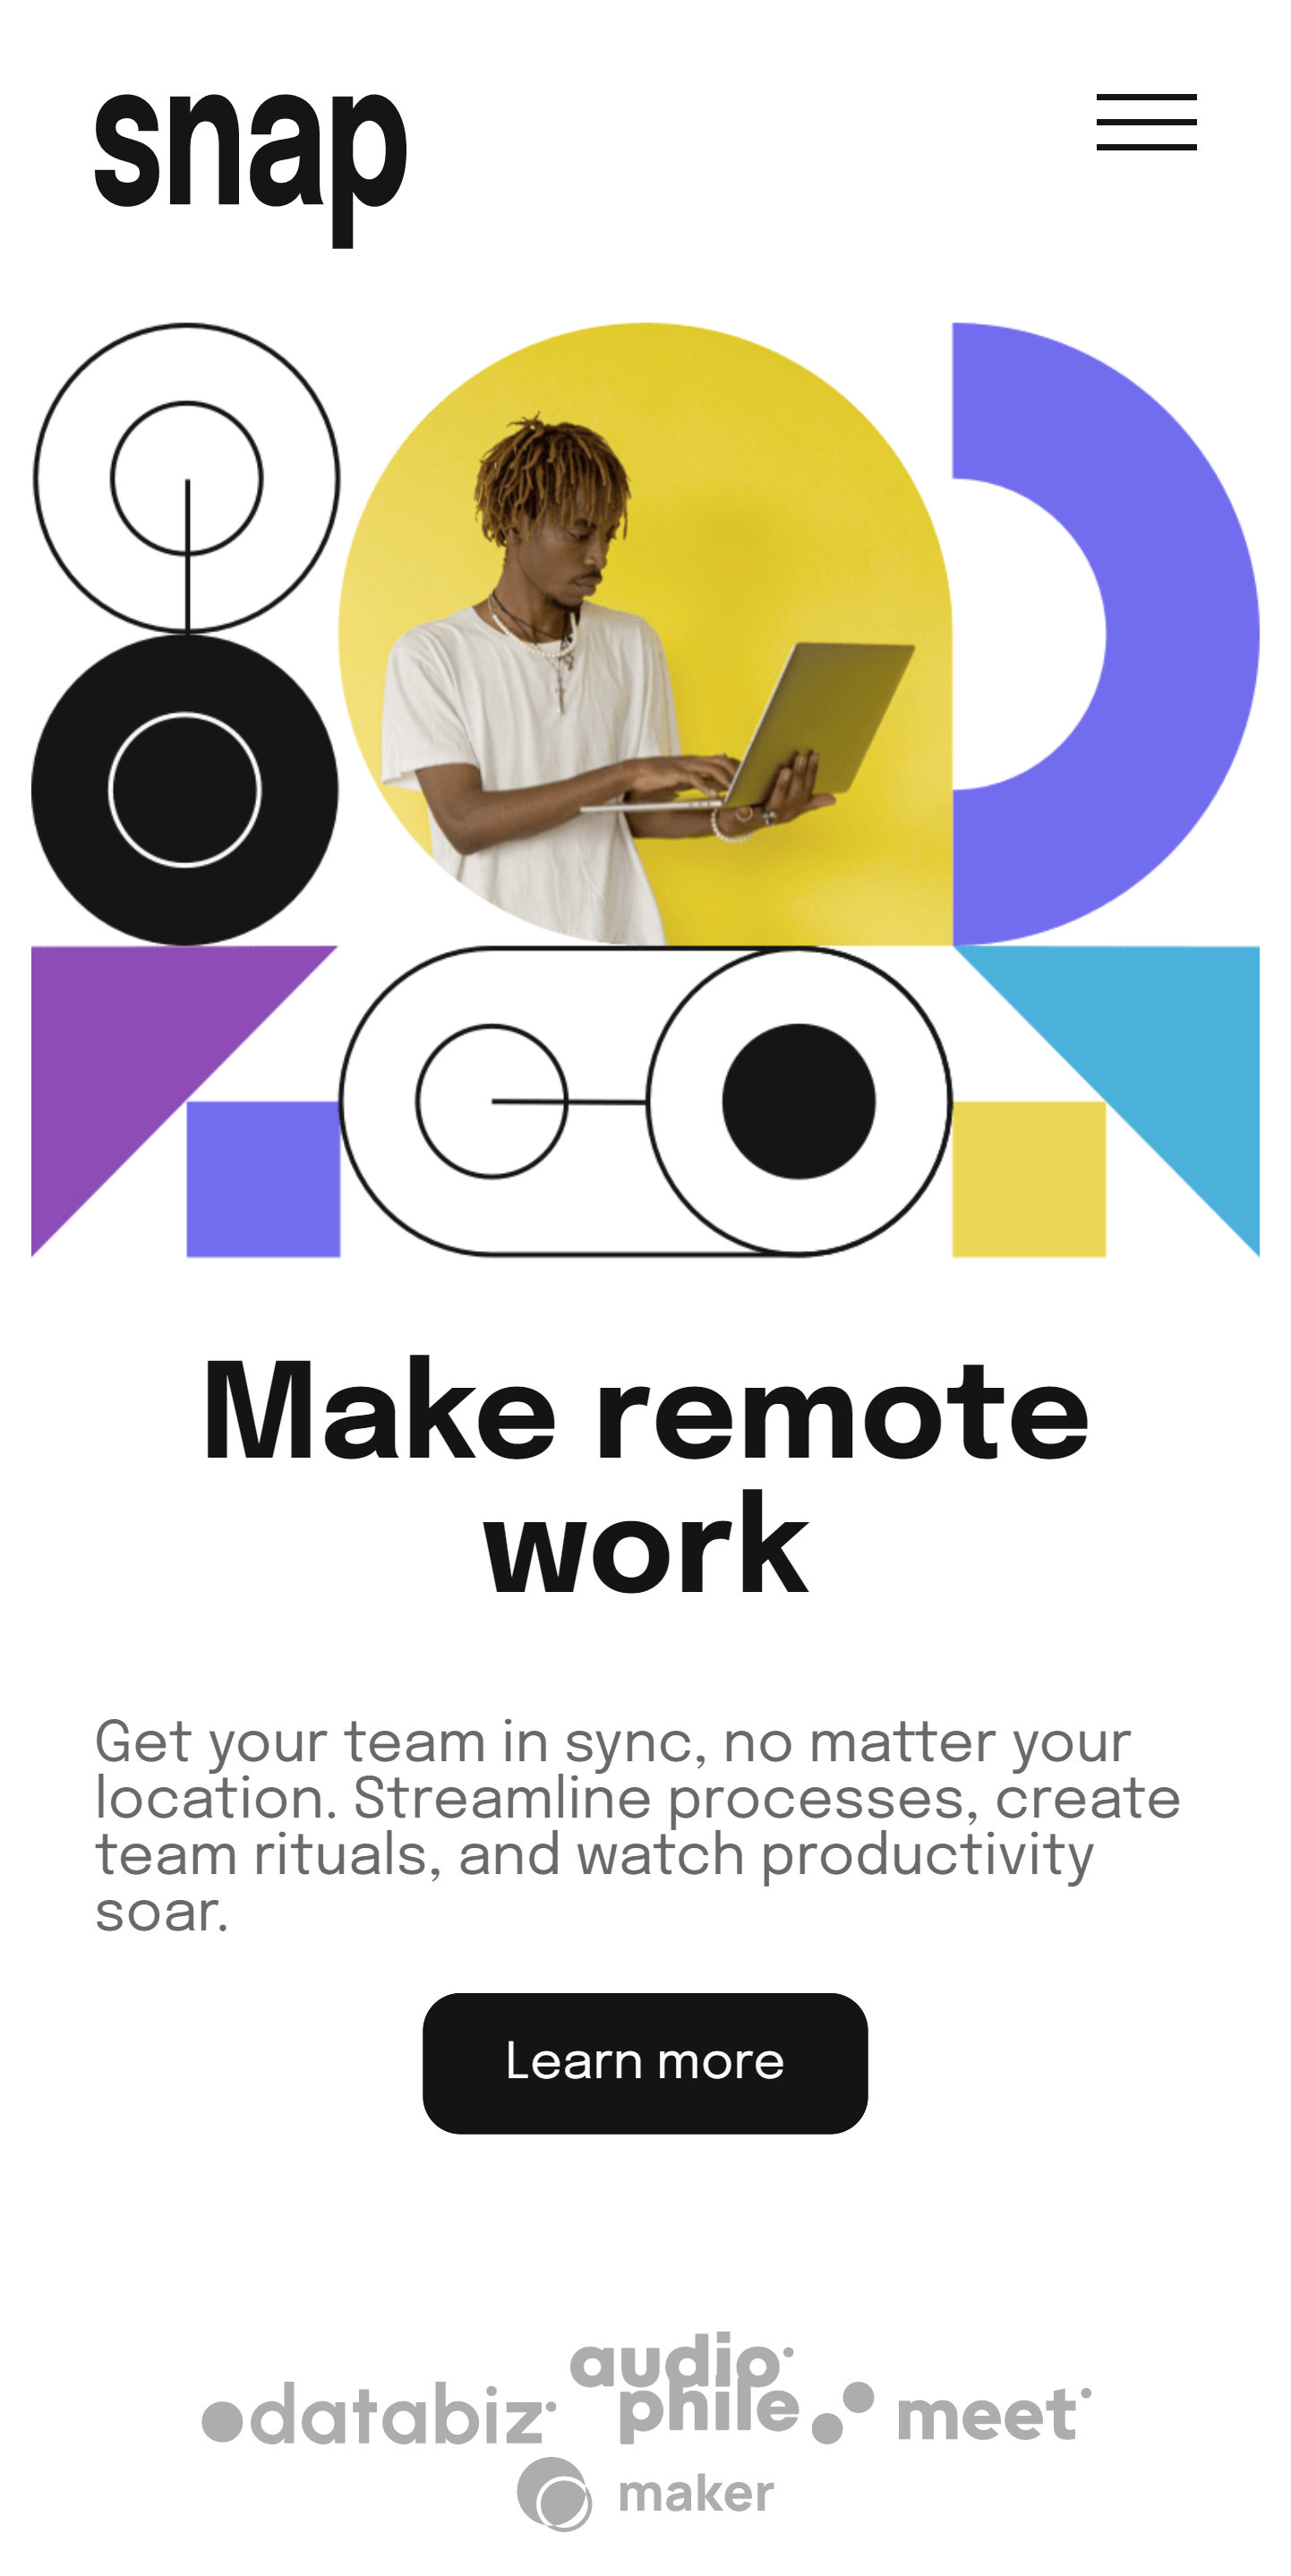 snap
Make remote
work
Get your team in sync, no matter your
location. Streamline processes, create
team rituals, and watch productivity
soar.
Learn more
databiz
audio
phile
meet
maker